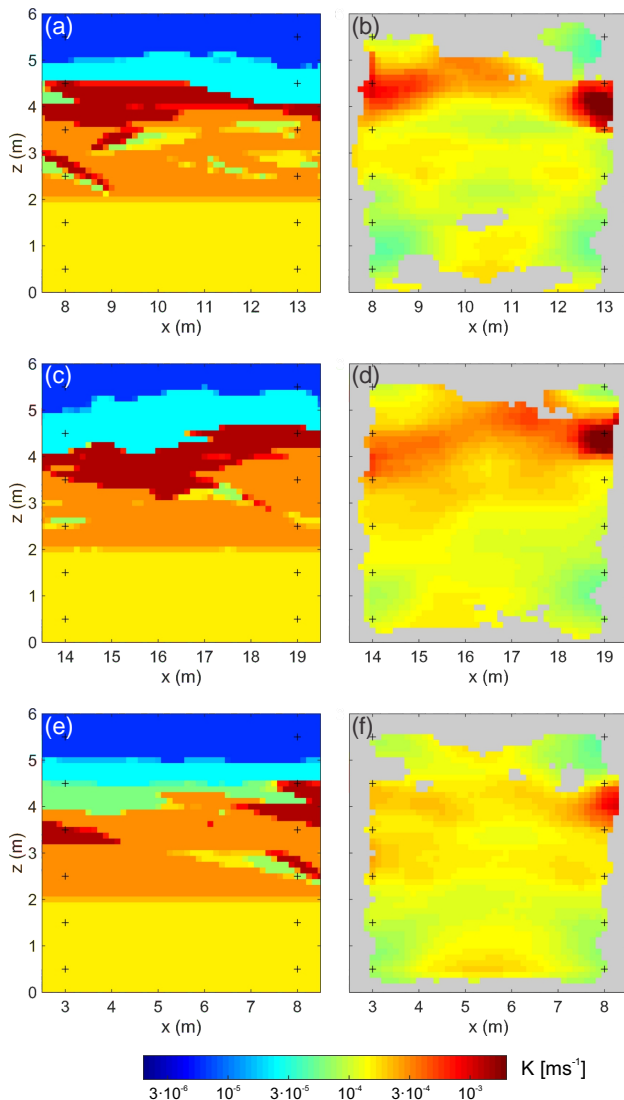 (a) (b)
6
5
4
3
2
1
0
z (m)
8 9 10 11 12 13
x (m)
8 9 10 11 12 13
x (m)
(c) (d)
6
5
4
3
2
1
0
z (m)
14 15 16 17 18 19
x (m)
14 15 16 17 18 19
x (m)
(e) (f)
6
5
4
3
2
1
0
z (m)
3 4 5 6 7 8
x (m)
3 4 5 6 7 8
x (m)
K [ms⁻¹]
3·10⁻⁶ 10⁻⁵ 3·10⁻⁵ 10⁻⁴ 3·10⁻⁴ 10⁻³